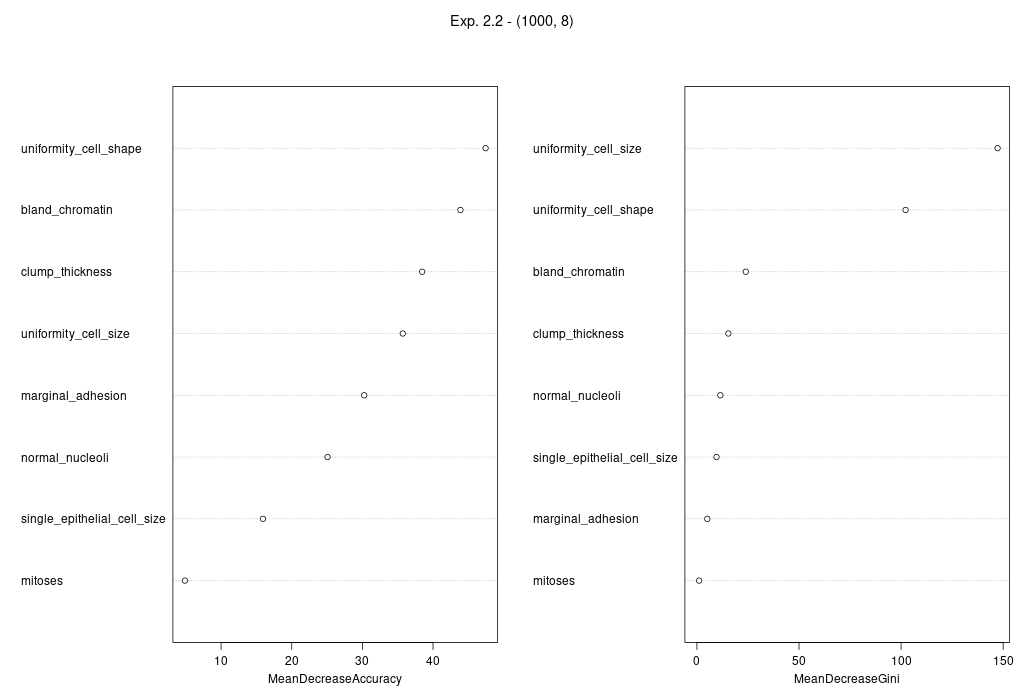 Exp. 2.2 - (1000, 8)
uniformity_cell_shape
bland_chromatin
clump_thickness
uniformity_cell_size
marginal_adhesion
normal_nucleoli
single_epithelial_cell_size
mitoses
10 20 30 40
MeanDecreaseAccuracy
uniformity_cell_size
uniformity_cell_shape
bland_chromatin
clump_thickness
normal_nucleoli
single_epithelial_cell_size
marginal_adhesion
mitoses
0 50 100 150
MeanDecreaseGini